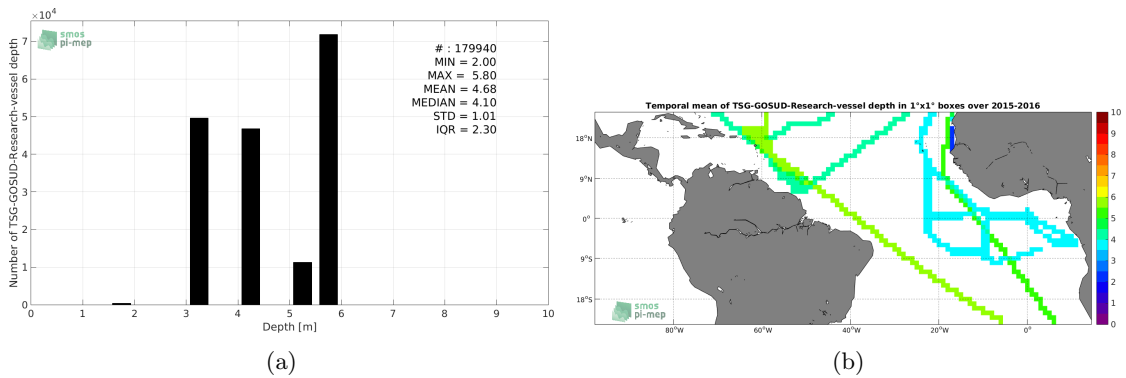 ×10⁴
smos
pi-mep
Number of TSG-GOSUD-Research-vessel depth
7
6
5
4
3
2
1
0
# : 179940
MIN = 2.00
MAX = 5.80
MEAN = 4.68
MEDIAN = 4.10
STD = 1.01
IQR = 2.30
0 1 2 3 4 5 6 7 8 9 10
Depth [m]
(a)
Temporal mean of TSG-GOSUD-Research-vessel depth in 1°x1° boxes over 2015-2016
18°N
9°N
0°
9°S
18°S
smos
pi-mep
80°W 60°W 40°W 20°W 0°
10
9
8
7
6
5
4
3
2
1
0
(b)